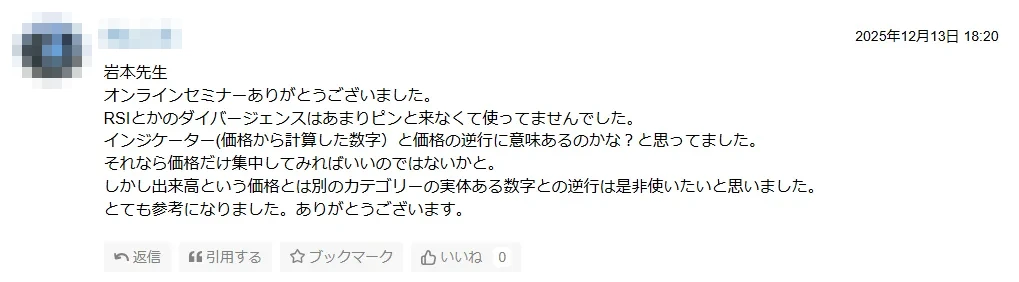 2025年12月13日 18:20
岩本先生
オンラインセミナーありがとうございました。
RSIとかのダイバージェンスはあまりピンと来なくて使ってませんでした。
インジケーター(価格から計算した数字）と価格の逆行に意味あるのかな？と思ってました。
それなら価格だけ集中してみればいいのではないかと。
しかし出来高という価格とは別のカテゴリーの実体ある数字との逆行は是非使いたいと思いました。
とても参考になりました。ありがとうございます。
返信 引用する ブックマーク いいね 0